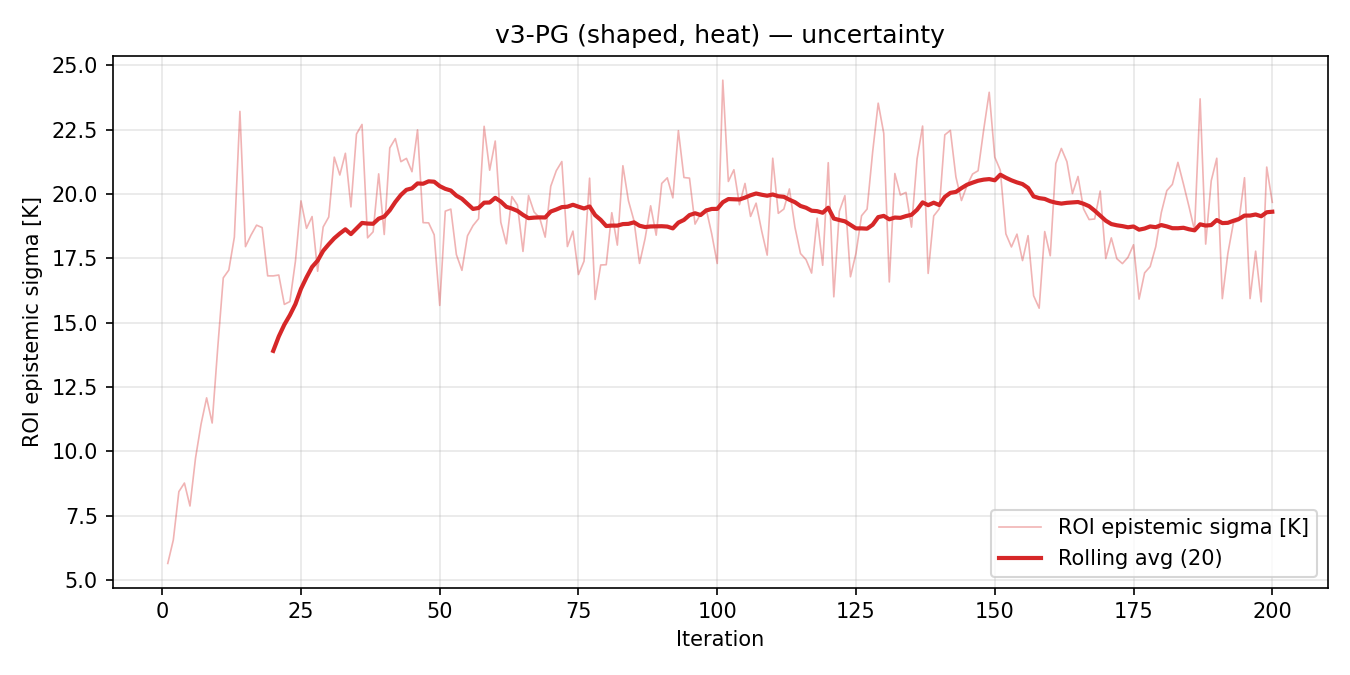 v3-PG (shaped, heat) — uncertainty
ROI epistemic sigma [K]
25.0
22.5
20.0
17.5
15.0
12.5
10.0
7.5
5.0
ROI epistemic sigma [K]
Rolling avg (20)
0 25 50 75 100 125 150 175 200
Iteration